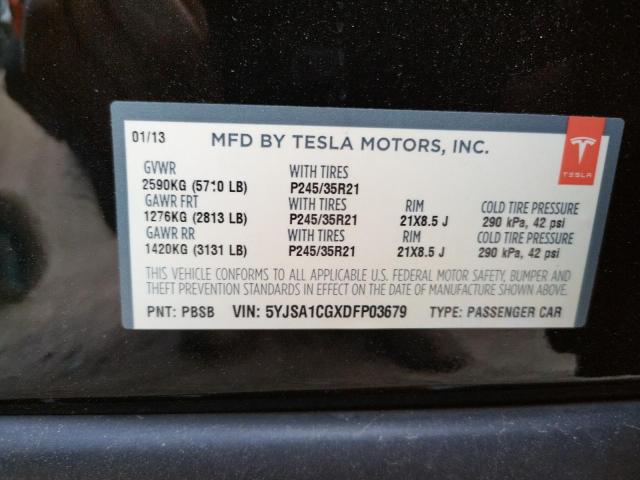 01/13 MFD BY TESLA MOTORS, INC.
TESLA
GVWR WITH TIRES
2590KG (5710 LB) P245/35R21
GAWR FRT WITH TIRES RIM COLD TIRE PRESSURE
1276KG (2813 LB) P245/35R21 21X8.5 J 290 kPa, 42 psi
GAWR RR WITH TIRES RIM COLD TIRE PRESSURE
1420KG (3131 LB) P245/35R21 21X8.5 J 290 kPa, 42 psi
THIS VEHICLE CONFORMS TO ALL APPLICABLE U.S. FEDERAL MOTOR SAFETY, BUMPER AND
THEFT PREVENTION STANDARDS IN EFFECT ON THE DATE OF MANUFACTURE SHOWN ABOVE.
PNT: PBSB VIN: 5YJSA1CGXDFP03679 TYPE: PASSENGER CAR